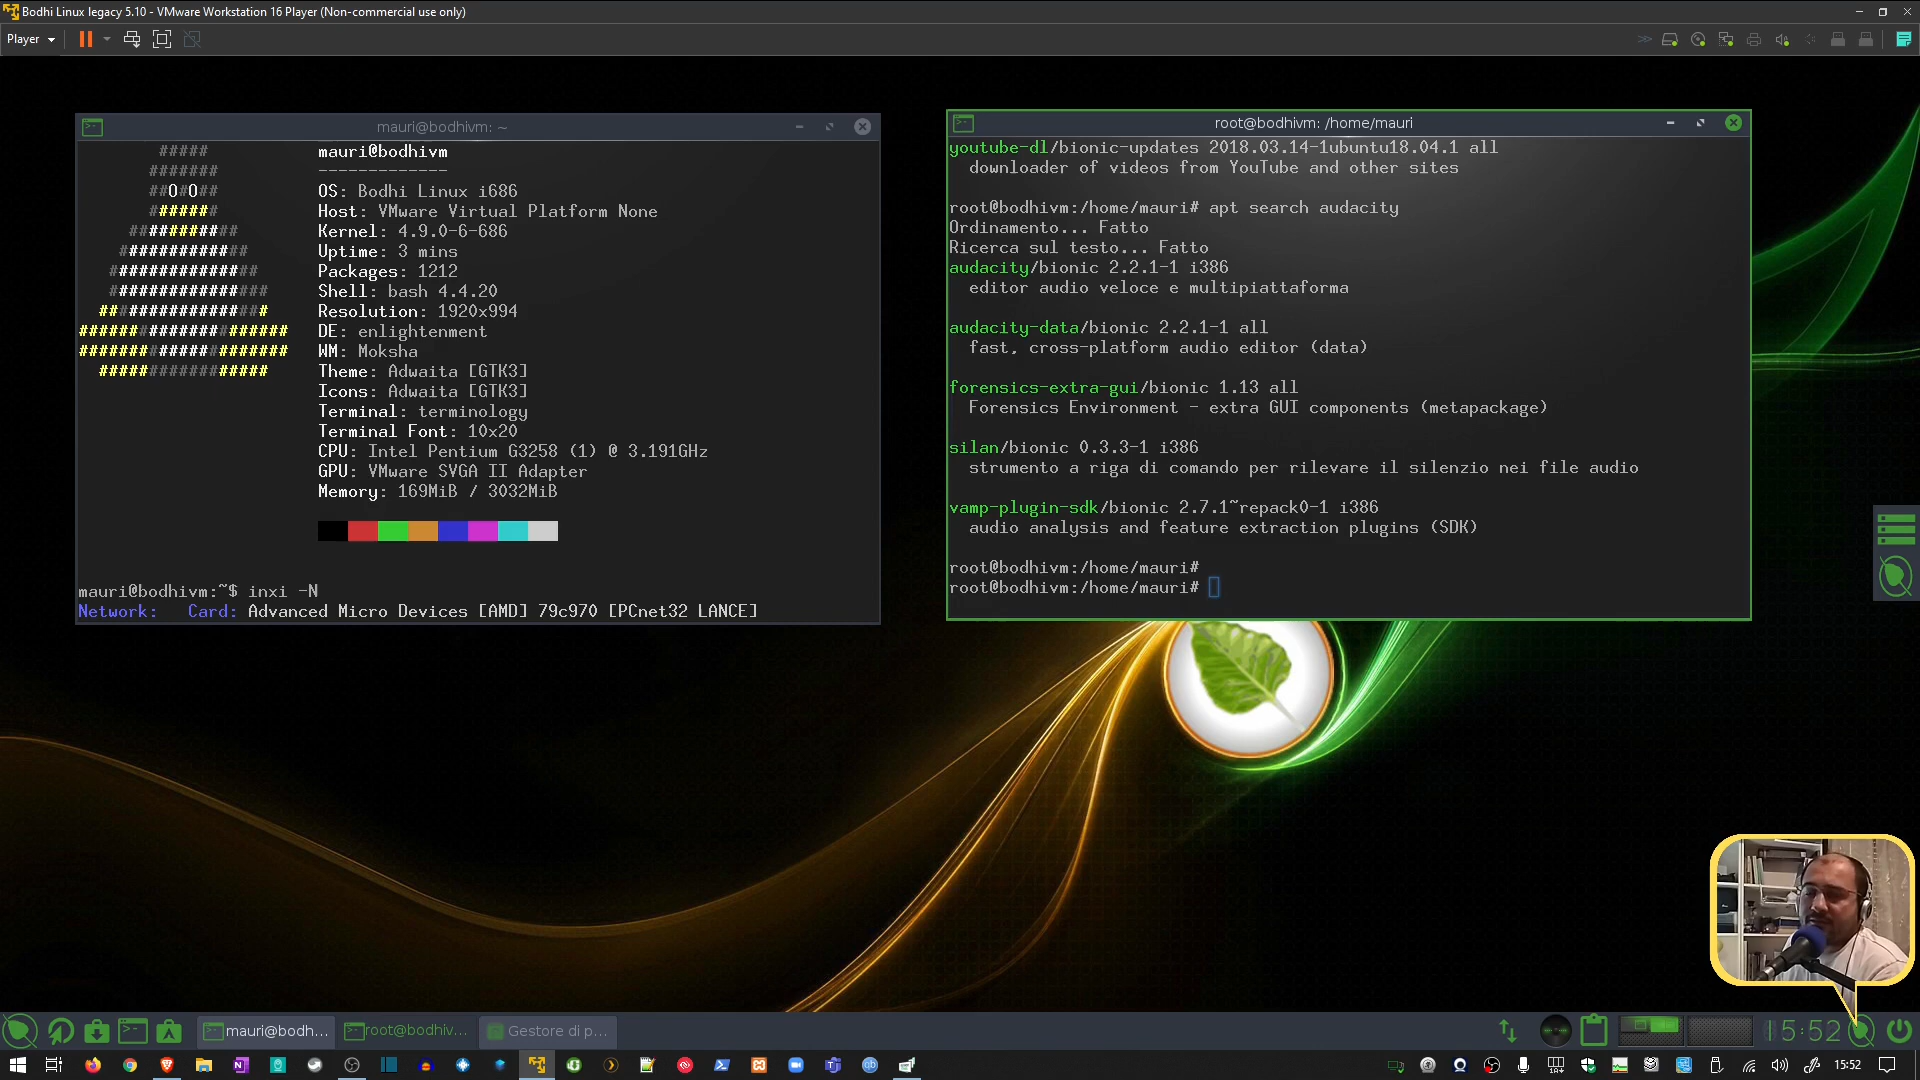 Bodhi Linux legacy 5.10 - VMware Workstation 16 Player (Non-commercial use only)
Player
mauri@bodhivm: ~
#####
#######
##O#O##
#######
###########
#############
###############
################
#################
#####################
#####################
#################
mauri@bodhivm
-------------
OS: Bodhi Linux i686
Host: VMware Virtual Platform None
Kernel: 4.9.0-6-686
Uptime: 3 mins
Packages: 1212
Shell: bash 4.4.20
Resolution: 1920x994
DE: enlightenment
WM: Moksha
Theme: Adwaita [GTK3]
Icons: Adwaita [GTK3]
Terminal: terminology
Terminal Font: 10x20
CPU: Intel Pentium G3258 (1) @ 3.191GHz
GPU: VMware SVGA II Adapter
Memory: 169MiB / 3032MiB
mauri@bodhivm:~$ inxi -N
Network:   Card: Advanced Micro Devices [AMD] 79c970 [PCnet32 LANCE]
root@bodhivm: /home/mauri
youtube-dl/bionic-updates 2018.03.14-1ubuntu18.04.1 all
downloader of videos from YouTube and other sites
root@bodhivm:/home/mauri# apt search audacity
Ordinamento... Fatto
Ricerca sul testo... Fatto
audacity/bionic 2.2.1-1 i386
editor audio veloce e multipiattaforma
audacity-data/bionic 2.2.1-1 all
fast, cross-platform audio editor (data)
forensics-extra-gui/bionic 1.13 all
Forensics Environment - extra GUI components (metapackage)
silan/bionic 0.3.3-1 i386
strumento a riga di comando per rilevare il silenzio nei file audio
vamp-plugin-sdk/bionic 2.7.1~repack0-1 i386
audio analysis and feature extraction plugins (SDK)
root@bodhivm:/home/mauri#
root@bodhivm:/home/mauri#
mauri@bodh...
root@bodhiv...
Gestore di p...
15:52
15:52